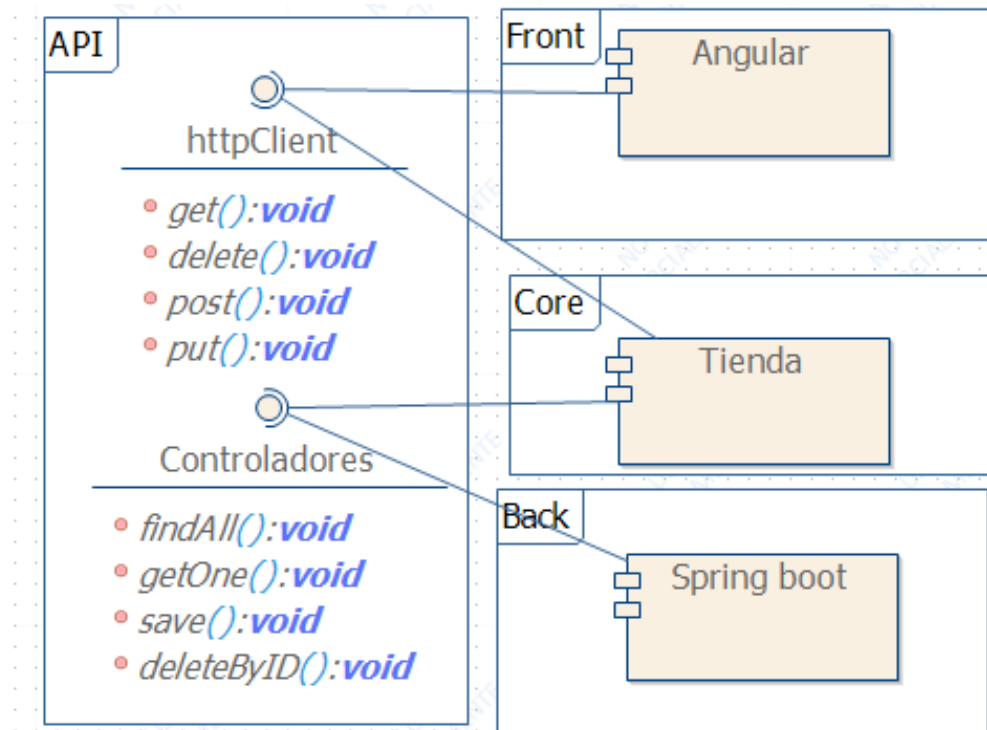 API
httpClient
get():void
delete():void
post():void
put():void
Controladores
findAll():void
getOne():void
save():void
deleteByID():void
Front
Angular
Core
Tienda
Back
Spring boot